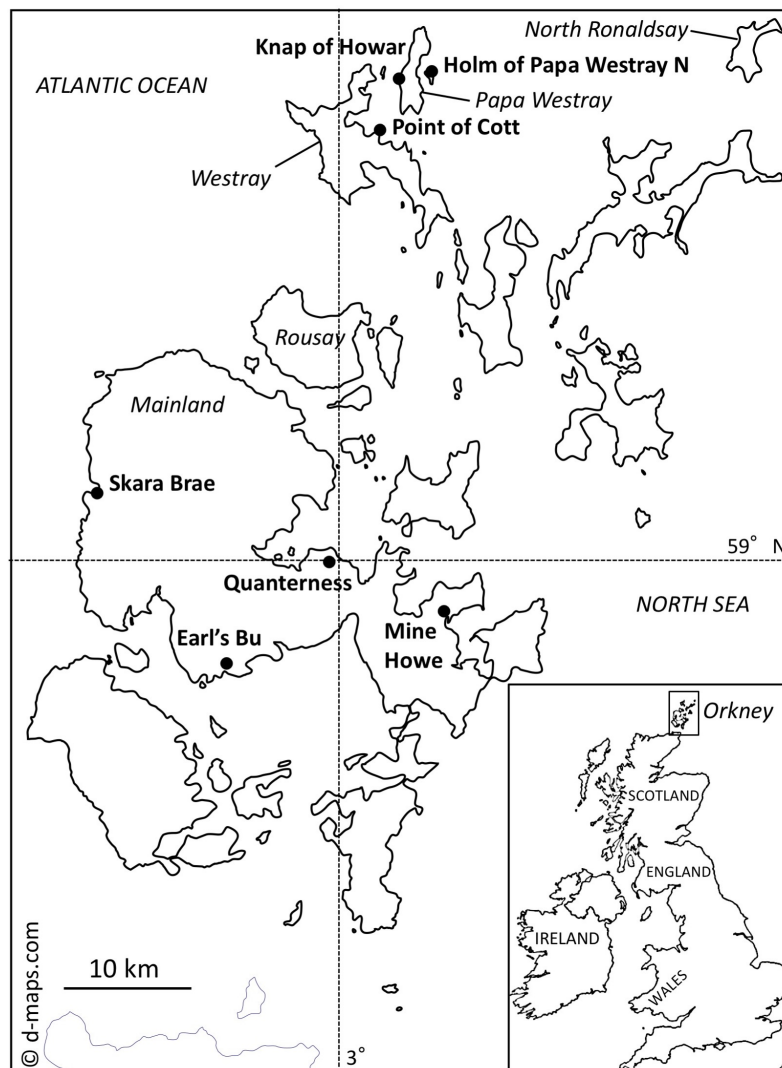 North Ronaldsay
Knap of Howar
Holm of Papa Westray N
ATLANTIC OCEAN
Papa Westray
Point of Cott
Westray
Rousay
Mainland
Skara Brae
59° N
Quanterness
NORTH SEA
Earl's Bu
Mine
Howe
Orkney
SCOTLAND
ENGLAND
IRELAND
WALES
10 km
3°
© d-maps.com